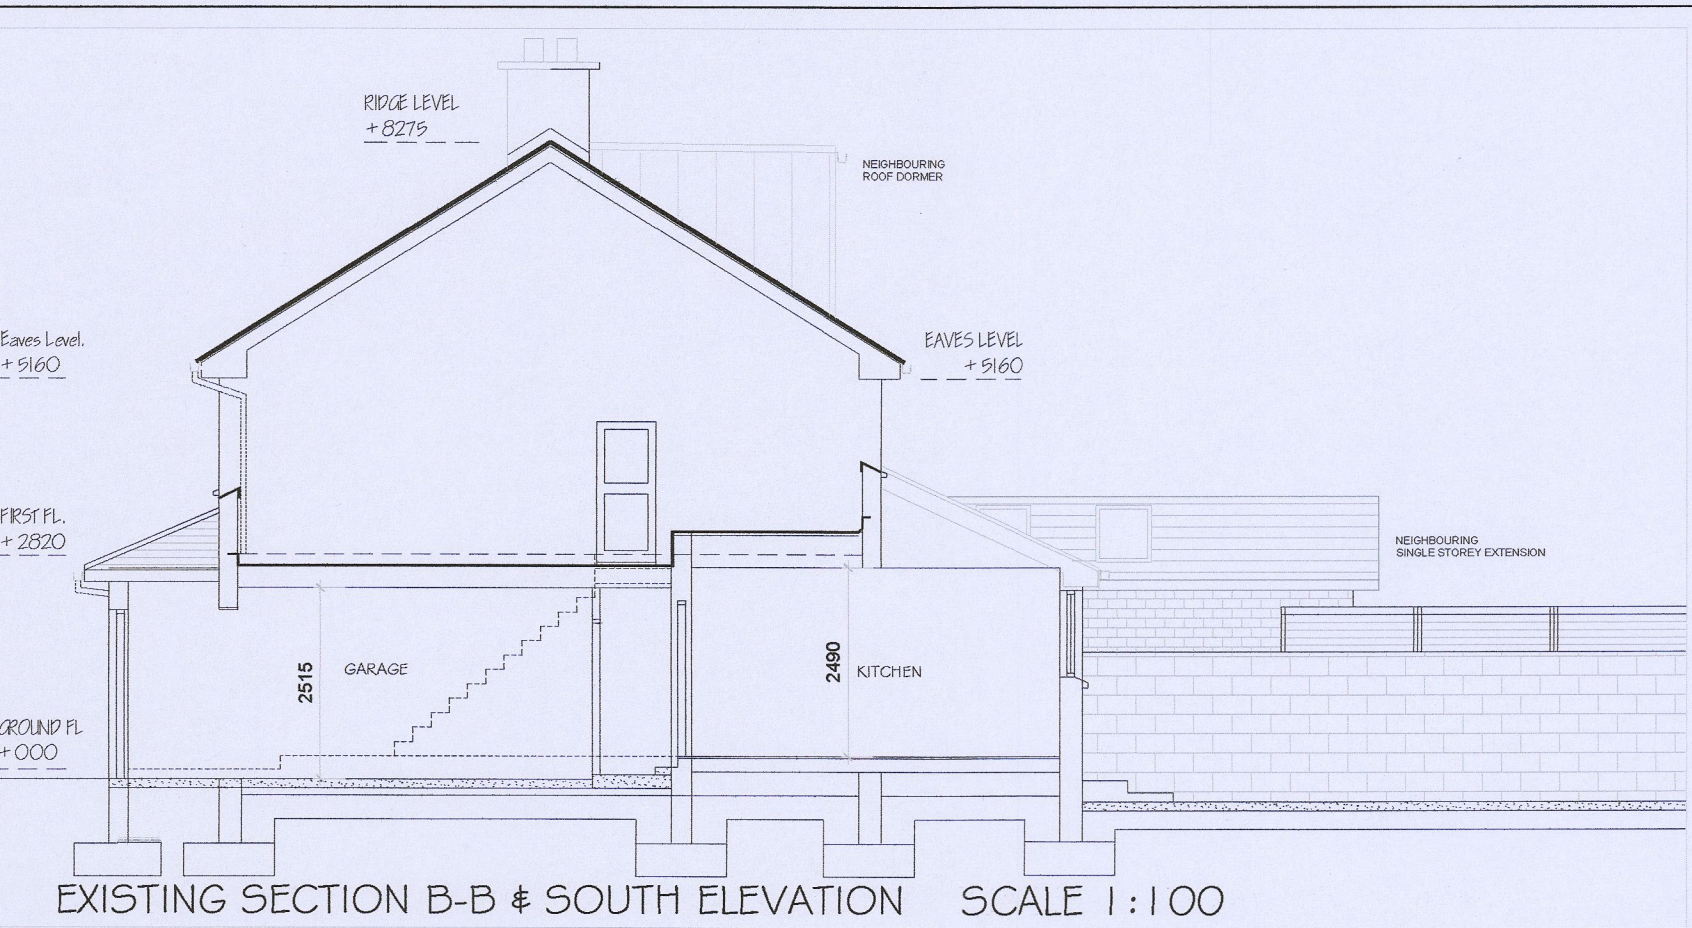 RIDGE LEVEL
+8275
NEIGHBOURING
ROOF DORMER
Eaves Level.
+5160
EAVES LEVEL
+5160
FIRST FL.
+2820
NEIGHBOURING
SINGLE STOREY EXTENSION
2515
GARAGE
2490
KITCHEN
GROUND FL
+000
EXISTING SECTION B-B & SOUTH ELEVATION SCALE 1:100